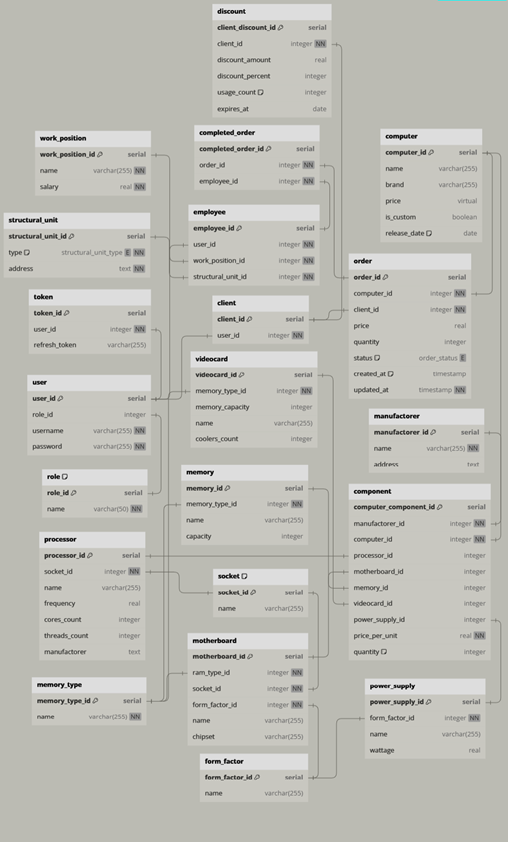 discount
client_discount_id serial
client_id integer NN
discount_amount real
discount_percent integer
usage_count integer
expires_at date
work_position
work_position_id serial
name varchar(255) NN
salary real NN
completed_order
completed_order_id serial
order_id integer NN
employee_id integer NN
computer
computer_id serial
name varchar(255)
brand varchar(255)
price virtual
is_custom boolean
release_date date
structural_unit
structural_unit_id serial
type structural_unit_type E NN
address text NN
employee
employee_id serial
user_id integer NN
work_position_id integer NN
structural_unit_id integer NN
order
order_id serial
computer_id integer NN
client_id integer NN
price real
quantity integer
status order_status E
created_at timestamp
updated_at timestamp NN
token
token_id serial
user_id integer NN
refresh_token varchar(255)
client
client_id serial
user_id integer NN
videocard
videocard_id serial
memory_type_id integer NN
memory_capacity integer
name varchar(255)
coolers_count integer
user
user_id serial
role_id integer
username varchar(255) NN
password varchar(255) NN
manufactorer
manufactorer_id serial
name varchar(255) NN
address text
role
role_id serial
name varchar(50) NN
memory
memory_id serial
memory_type_id integer NN
name varchar(255)
capacity integer
component
computer_component_id serial
manufactorer_id integer NN
computer_id integer NN
processor_id integer
motherboard_id integer
memory_id integer
videocard_id integer
power_supply_id integer
price_per_unit real NN
quantity integer
processor
processor_id serial
socket_id integer NN
name varchar(255)
frequency real
cores_count integer
threads_count integer
manufacturer text
socket
socket_id serial
name varchar(255)
motherboard
motherboard_id serial
ram_type_id integer NN
socket_id integer NN
form_factor_id integer NN
name varchar(255)
chipset varchar(255)
memory_type
memory_type_id serial
name varchar(255) NN
power_supply
power_supply_id serial
form_factor_id integer NN
name varchar(255)
wattage real
form_factor
form_factor_id serial
name varchar(255)